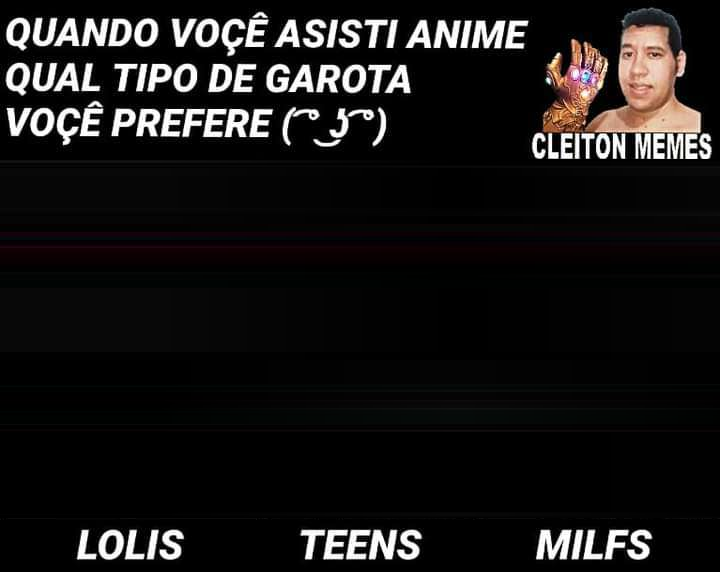 QUANDO VOÇÊ ASISTI ANIME
QUAL TIPO DE GAROTA
VOÇÊ PREFERE ( ͡° ͜ʖ ͡°)
CLEITON MEMES
LOLIS TEENS MILFS